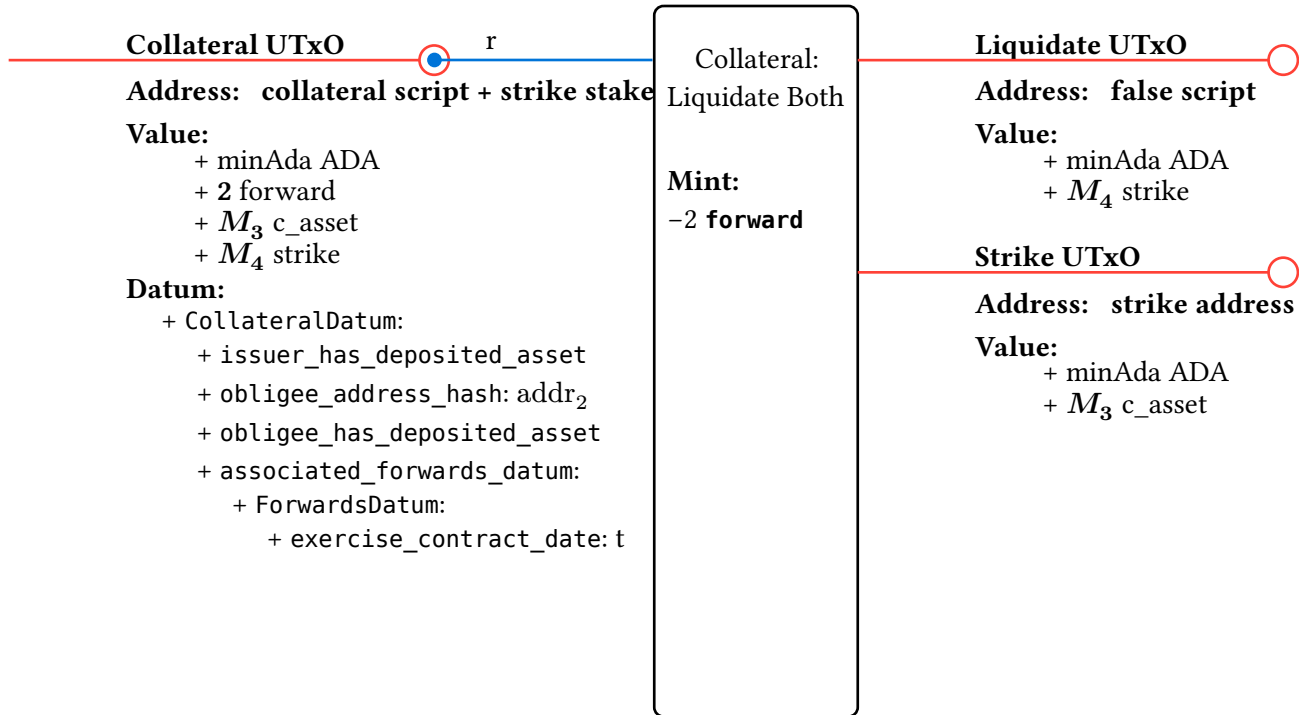 Collateral UTxO
r
Address: collateral script + strike stake
Value:
+ minAda ADA
+ 2 forward
+ M₃ c_asset
+ M₄ strike
Datum:
+ CollateralDatum:
+ issuer_has_deposited_asset
+ obligee_address_hash: addr₂
+ obligee_has_deposited_asset
+ associated_forwards_datum:
+ ForwardsDatum:
+ exercise_contract_date: t
Collateral:
Liquidate Both
Mint:
−2 forward
Liquidate UTxO
Address: false script
Value:
+ minAda ADA
+ M₄ strike
Strike UTxO
Address: strike address
Value:
+ minAda ADA
+ M₃ c_asset